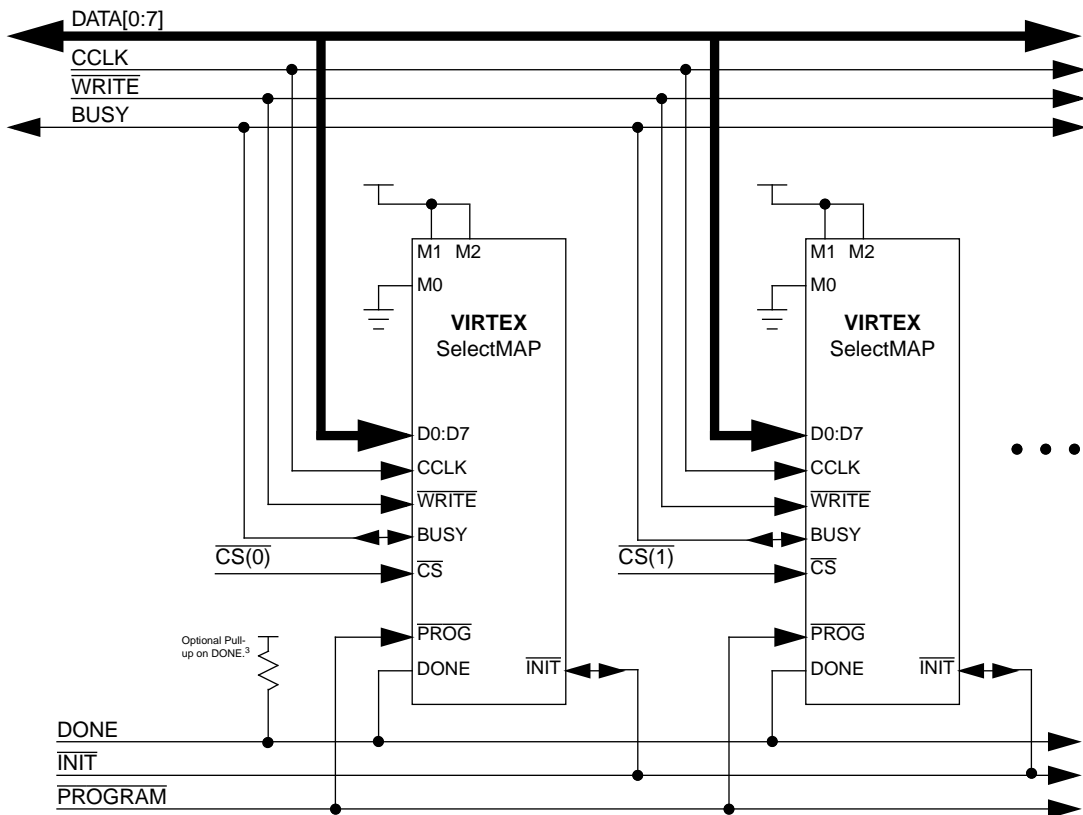 DATA[0:7]
CCLK
WRITE
BUSY
M1 M2
M0
VIRTEX
SelectMAP
D0:D7
CCLK
WRITE
BUSY
CS(0)
CS
PROG
DONE
INIT
M1 M2
M0
VIRTEX
SelectMAP
D0:D7
CCLK
WRITE
BUSY
CS(1)
CS
PROG
DONE
INIT
Optional Pull-
up on DONE.³
DONE
INIT
PROGRAM